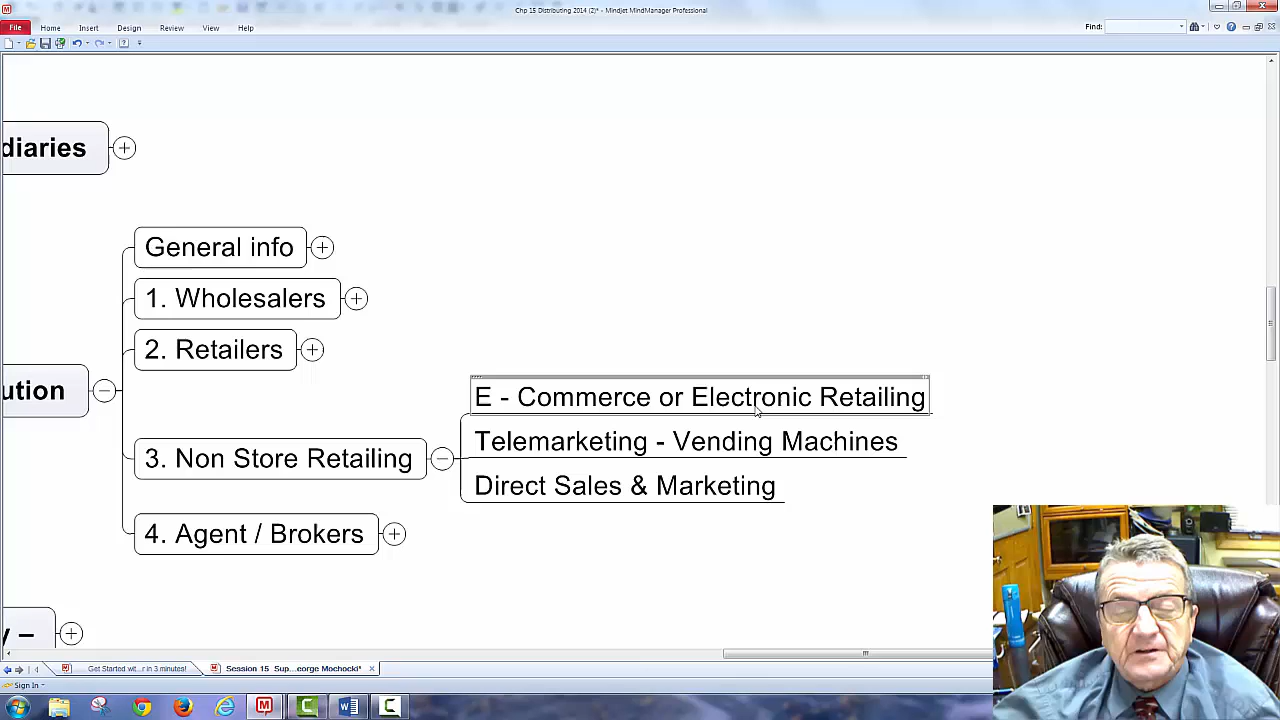 Chp 15 Distributing 2014 (2)* - Mindjet MindManager Professional
File Home Insert Design Review View Help
Find:
diaries
General info
1. Wholesalers
2. Retailers
E - Commerce or Electronic Retailing
ution
Telemarketing - Vending Machines
3. Non Store Retailing
Direct Sales & Marketing
4. Agent / Brokers
y –
Get Started wit...r in 3 minutes! Session 15 Sup...eorge Mochocki*
Sign In